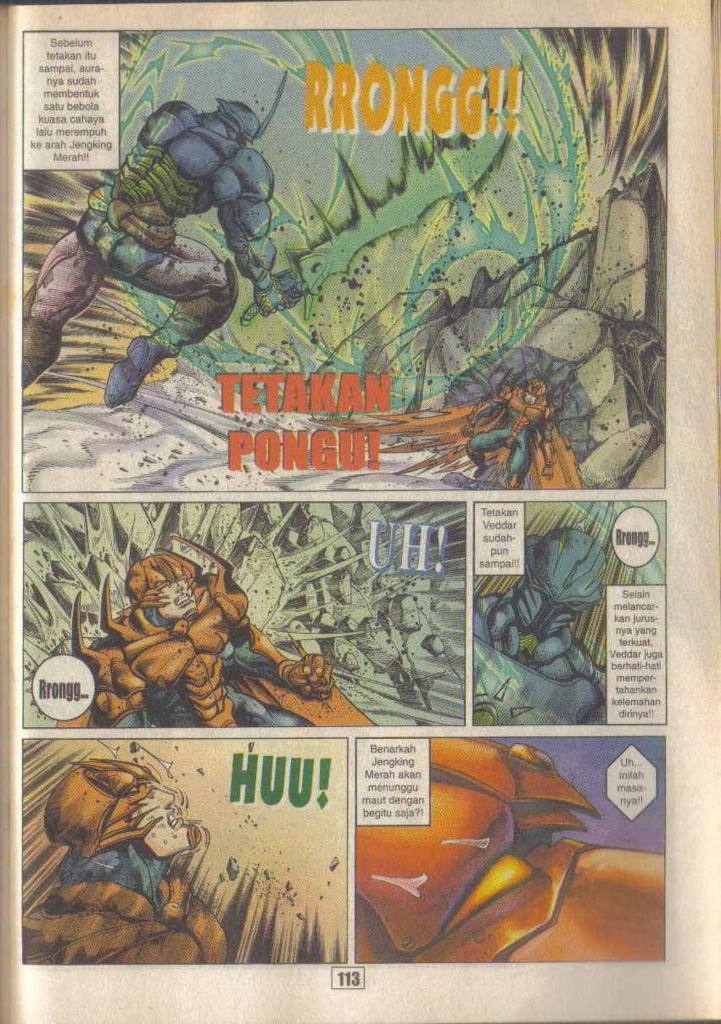 Sebelum
tetakan itu
sampai, aura-
nya sudah
membentuk
satu bebola
kuasa cahaya
lalu merempuh
ke arah Jengking
Merah!!
RRONGG!!
TETAKAN
PONGU!
UH!
Rrongg...
Tetakan
Veddar
sudah-
pun
sampai!!
Rrongg...
Selain
melancar-
kan jurus-
nya yang
terkuat,
Veddar juga
berhati-hati
memper-
tahankan
kelemahan
dirinya!!
HUU!
Benarkah
Jengking
Merah akan
menunggu
maut dengan
begitu saja?!
Uh...
inilah
masa-
nya!!
113